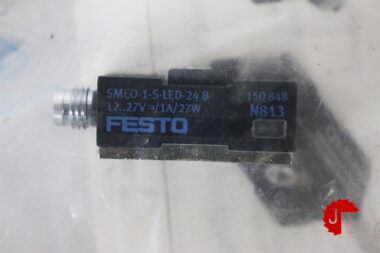 SMEO-1-S-LED-24 B 150 848
12...27V⎓/1A/27W N813
FESTO